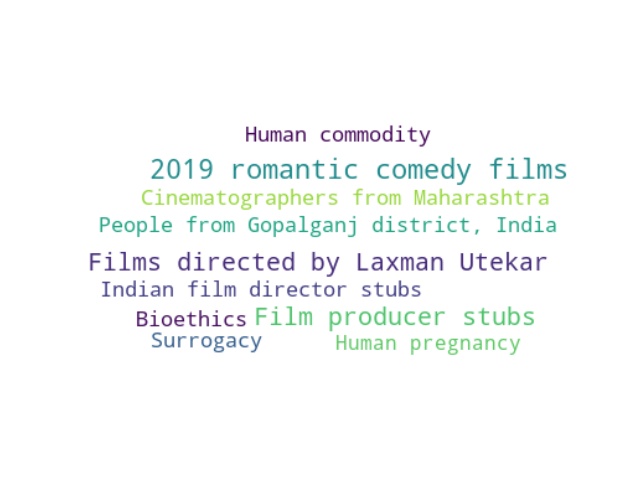 Human commodity
2019 romantic comedy films
Cinematographers from Maharashtra
People from Gopalganj district, India
Films directed by Laxman Utekar
Indian film director stubs
Bioethics Film producer stubs
Surrogacy Human pregnancy